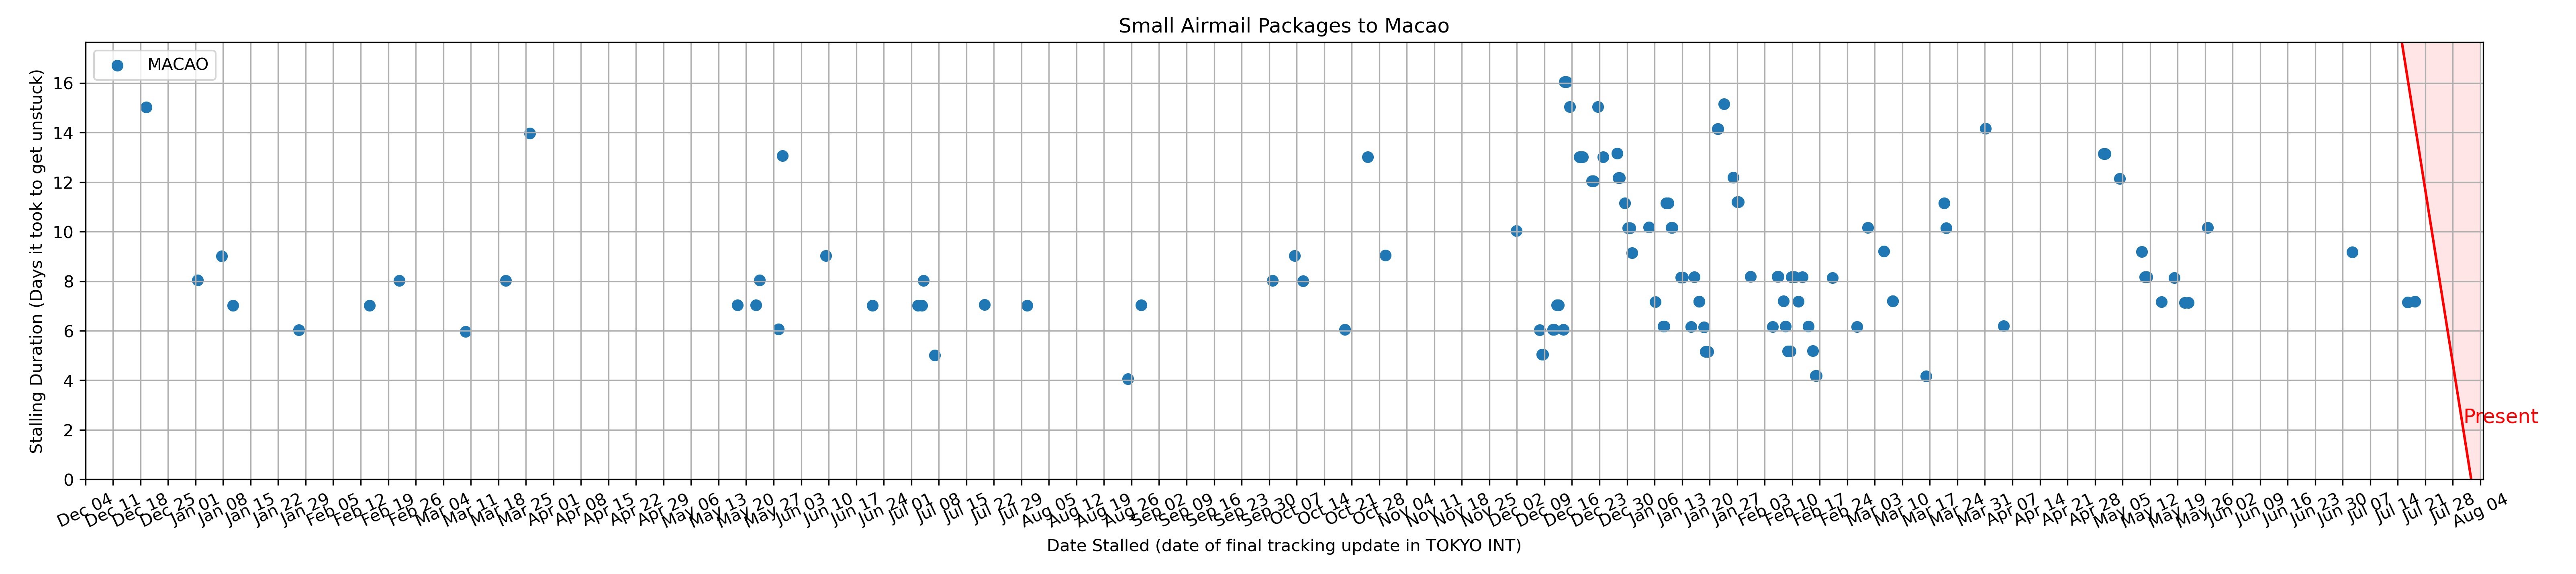 Small Airmail Packages to Macao
MACAO
Stalling Duration (Days it took to get unstuck)
16
14
12
10
8
6
4
2
0
Present
Dec 04
Dec 11
Dec 18
Dec 25
Jan 01
Jan 08
Jan 15
Jan 22
Jan 29
Feb 05
Feb 12
Feb 19
Feb 26
Mar 04
Mar 11
Mar 18
Mar 25
Apr 01
Apr 08
Apr 15
Apr 22
Apr 29
May 06
May 13
May 20
May 27
Jun 03
Jun 10
Jun 17
Jun 24
Jul 01
Jul 08
Jul 15
Jul 22
Jul 29
Aug 05
Aug 12
Aug 19
Aug 26
Sep 02
Sep 09
Sep 16
Sep 23
Sep 30
Oct 07
Oct 14
Oct 21
Oct 28
Nov 04
Nov 11
Nov 18
Nov 25
Dec 02
Dec 09
Dec 16
Dec 23
Dec 30
Jan 06
Jan 13
Jan 20
Jan 27
Feb 03
Feb 10
Feb 17
Feb 24
Mar 03
Mar 10
Mar 17
Mar 24
Mar 31
Apr 07
Apr 14
Apr 21
Apr 28
May 05
May 12
May 19
May 26
Jun 02
Jun 09
Jun 16
Jun 23
Jun 30
Jul 07
Jul 14
Jul 21
Jul 28
Aug 04
Date Stalled (date of final tracking update in TOKYO INT)